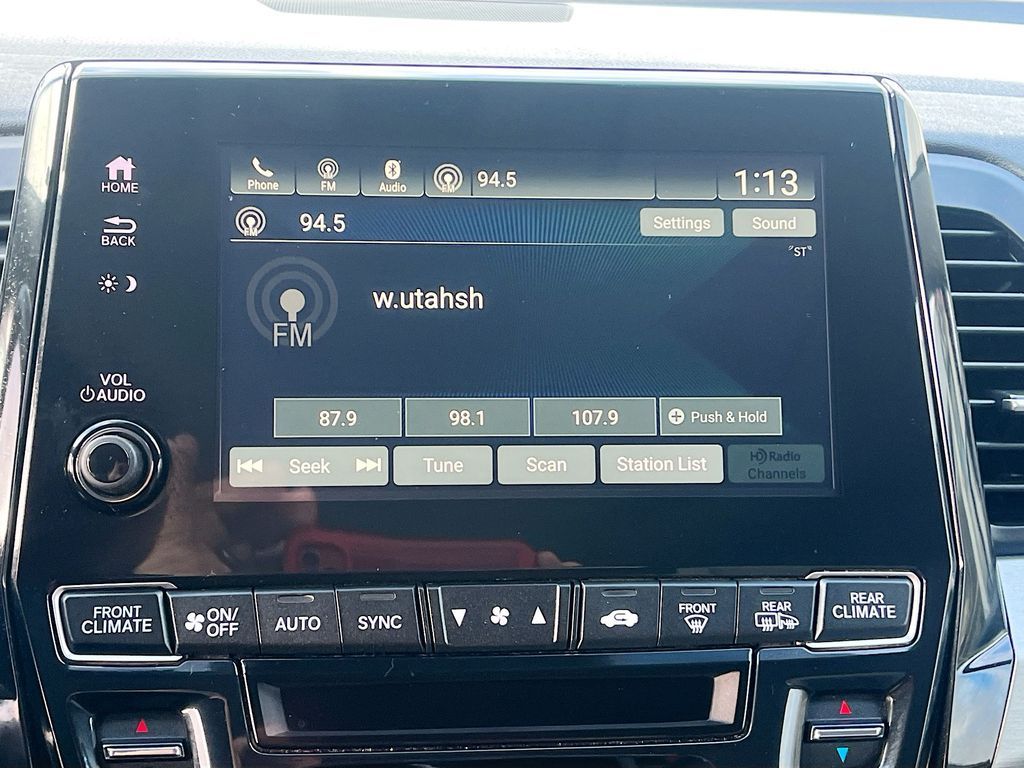 HOME
BACK
VOL
AUDIO
Phone
FM
Audio
FM
94.5
1:13
FM
94.5
Settings
Sound
"ST"
FM
w.utahsh
87.9
98.1
107.9
Push & Hold
Seek
Tune
Scan
Station List
HD Radio
Channels
FRONT
CLIMATE
ON/
OFF
AUTO
SYNC
FRONT
REAR
REAR
CLIMATE